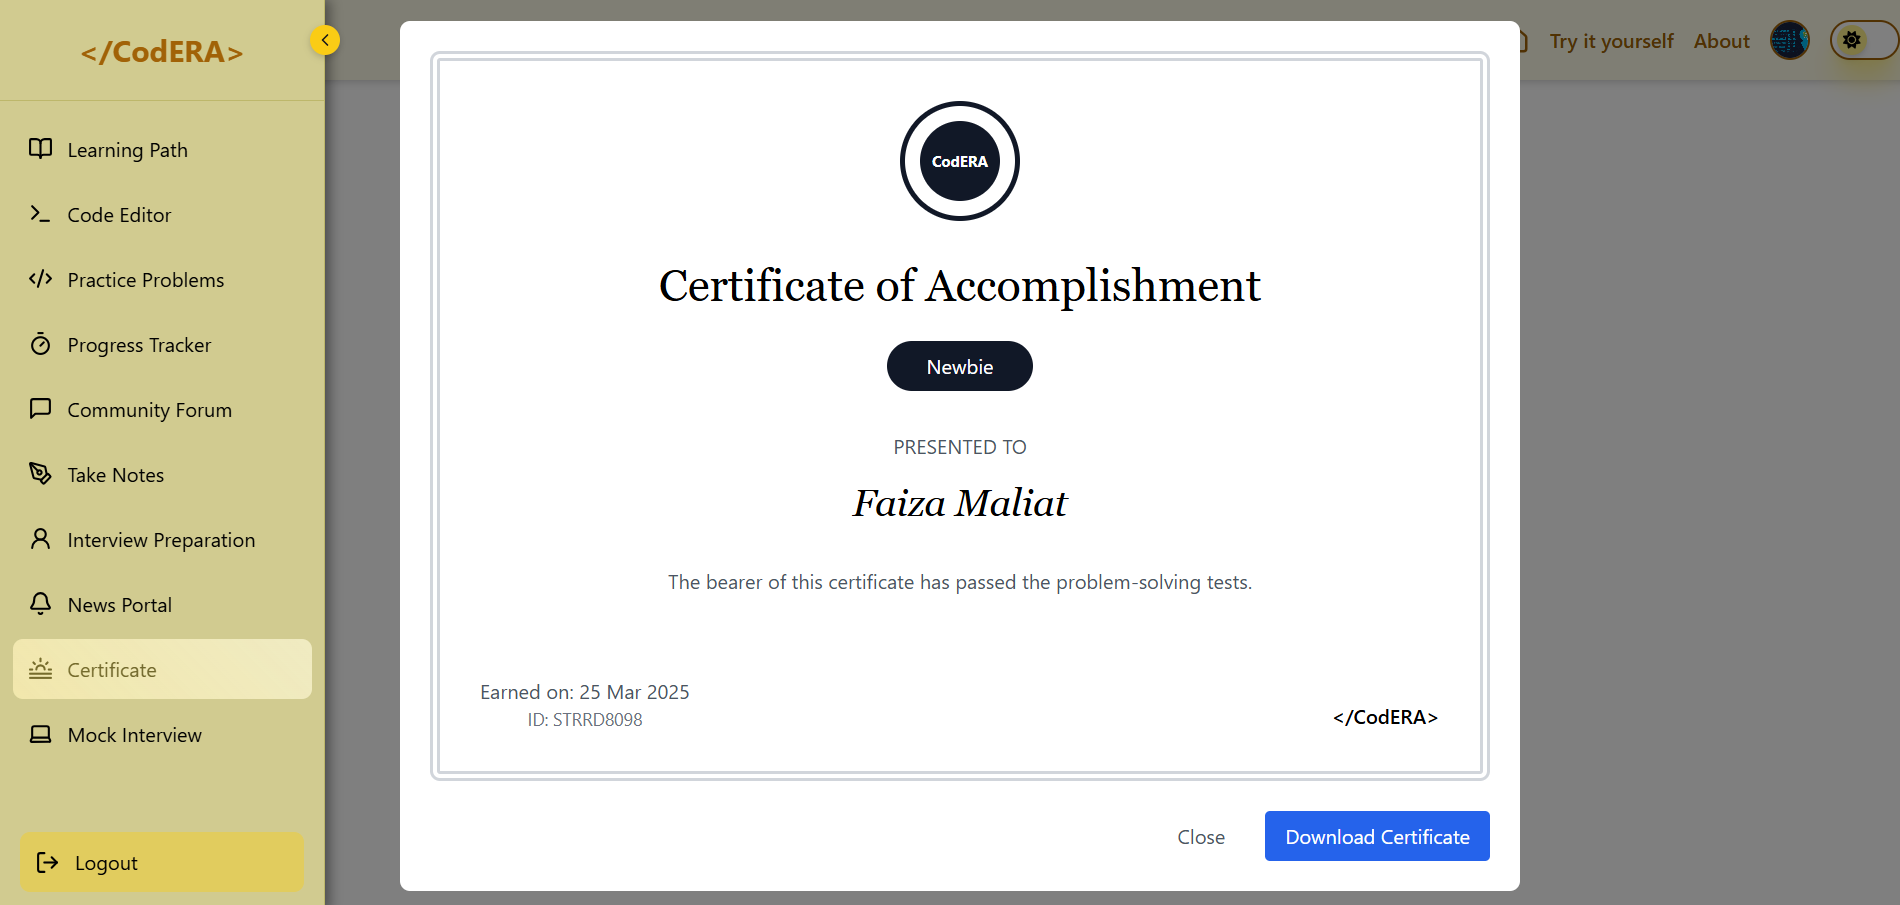 </CodERA>
Learning Path
Code Editor
Practice Problems
Progress Tracker
Community Forum
Take Notes
Interview Preparation
News Portal
Certificate
Mock Interview
Logout
Try it yourself
About
CodERA
Certificate of Accomplishment
Newbie
PRESENTED TO
Faiza Maliat
The bearer of this certificate has passed the problem-solving tests.
Earned on: 25 Mar 2025
ID: STRRD8098
</CodERA>
Close
Download Certificate